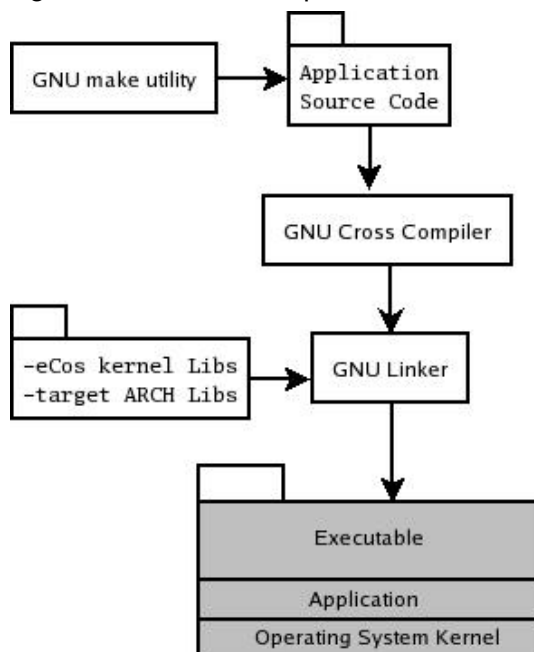 GNU make utility
Application
Source Code
GNU Cross Compiler
-eCos kernel Libs
-target ARCH Libs
GNU Linker
Executable
Application
Operating System Kernel